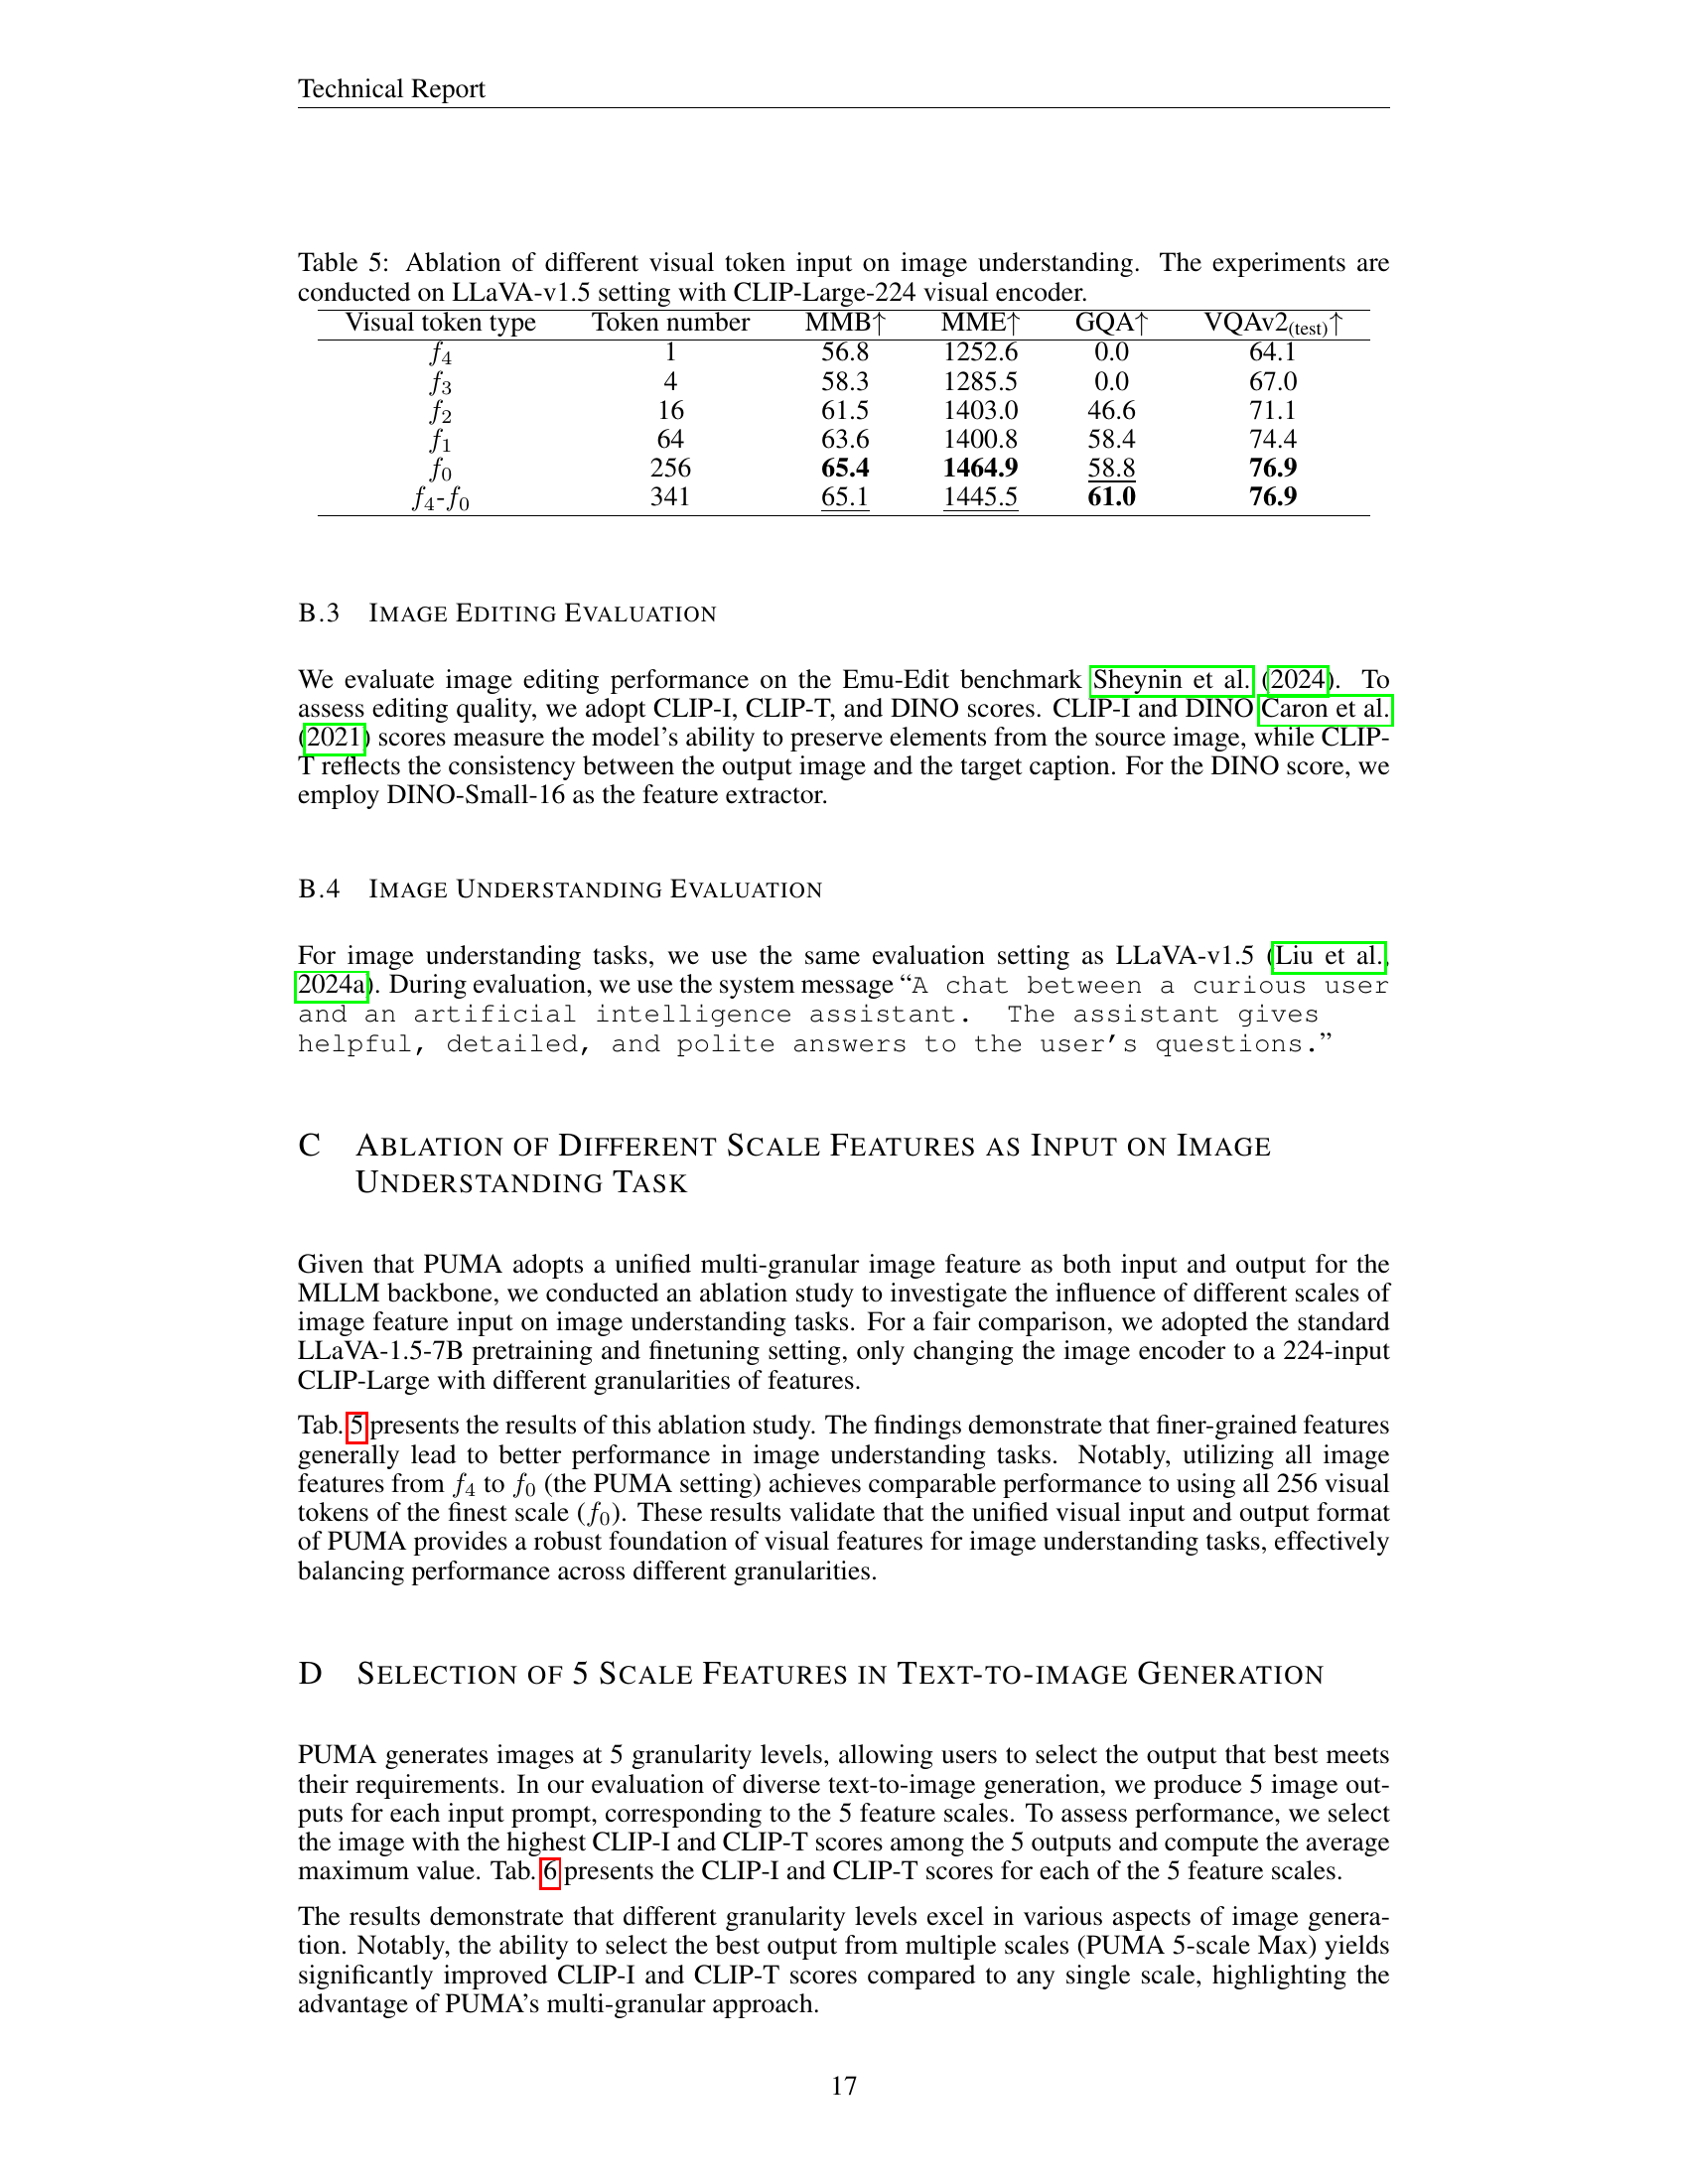 Technical Report
Table 5: Ablation of different visual token input on image understanding. The experiments are
conducted on LLaVA-v1.5 setting with CLIP-Large-224 visual encoder.
Visual token type Token number MMB↑ MME↑ GQA↑ VQAv2(test)↑
f4 1 56.8 1252.6 0.0 64.1
f3 4 58.3 1285.5 0.0 67.0
f2 16 61.5 1403.0 46.6 71.1
f1 64 63.6 1400.8 58.4 74.4
f0 256 65.4 1464.9 58.8 76.9
f4-f0 341 65.1 1445.5 61.0 76.9
B.3 IMAGE EDITING EVALUATION
We evaluate image editing performance on the Emu-Edit benchmark Sheynin et al. (2024). To
assess editing quality, we adopt CLIP-I, CLIP-T, and DINO scores. CLIP-I and DINO Caron et al.
(2021) scores measure the model's ability to preserve elements from the source image, while CLIP-
T reflects the consistency between the output image and the target caption. For the DINO score, we
employ DINO-Small-16 as the feature extractor.
B.4 IMAGE UNDERSTANDING EVALUATION
For image understanding tasks, we use the same evaluation setting as LLaVA-v1.5 (Liu et al.,
2024a). During evaluation, we use the system message “A chat between a curious user
and an artificial intelligence assistant. The assistant gives
helpful, detailed, and polite answers to the user's questions.”
C ABLATION OF DIFFERENT SCALE FEATURES AS INPUT ON IMAGE
UNDERSTANDING TASK
Given that PUMA adopts a unified multi-granular image feature as both input and output for the
MLLM backbone, we conducted an ablation study to investigate the influence of different scales of
image feature input on image understanding tasks. For a fair comparison, we adopted the standard
LLaVA-1.5-7B pretraining and finetuning setting, only changing the image encoder to a 224-input
CLIP-Large with different granularities of features.
Tab. 5 presents the results of this ablation study. The findings demonstrate that finer-grained features
generally lead to better performance in image understanding tasks. Notably, utilizing all image
features from f4 to f0 (the PUMA setting) achieves comparable performance to using all 256 visual
tokens of the finest scale (f0). These results validate that the unified visual input and output format
of PUMA provides a robust foundation of visual features for image understanding tasks, effectively
balancing performance across different granularities.
D SELECTION OF 5 SCALE FEATURES IN TEXT-TO-IMAGE GENERATION
PUMA generates images at 5 granularity levels, allowing users to select the output that best meets
their requirements. In our evaluation of diverse text-to-image generation, we produce 5 image out-
puts for each input prompt, corresponding to the 5 feature scales. To assess performance, we select
the image with the highest CLIP-I and CLIP-T scores among the 5 outputs and compute the average
maximum value. Tab. 6 presents the CLIP-I and CLIP-T scores for each of the 5 feature scales.
The results demonstrate that different granularity levels excel in various aspects of image genera-
tion. Notably, the ability to select the best output from multiple scales (PUMA 5-scale Max) yields
significantly improved CLIP-I and CLIP-T scores compared to any single scale, highlighting the
advantage of PUMA's multi-granular approach.
17